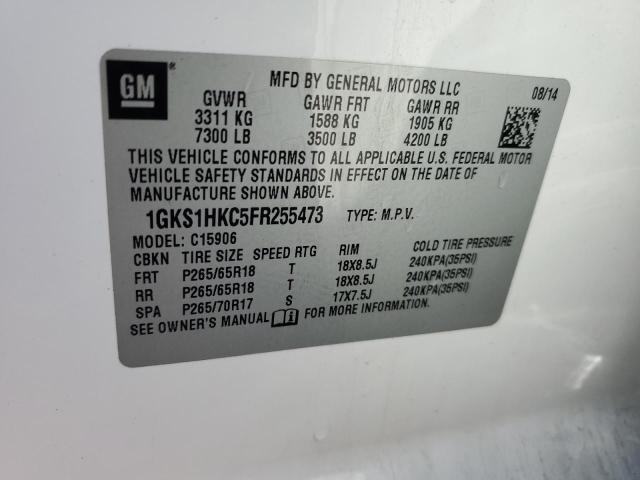 GM ®
MFD BY GENERAL MOTORS LLC 08/14
GVWR GAWR FRT GAWR RR
3311 KG 1588 KG 1905 KG
7300 LB 3500 LB 4200 LB
THIS VEHICLE CONFORMS TO ALL APPLICABLE U.S. FEDERAL MOTOR
VEHICLE SAFETY STANDARDS IN EFFECT ON THE DATE OF
MANUFACTURE SHOWN ABOVE.
1GKS1HKC5FR255473 TYPE: M.P.V.
MODEL: C15906
CBKN TIRE SIZE SPEED RTG RIM COLD TIRE PRESSURE
FRT P265/65R18 T 18X8.5J 240KPA(35PSI)
RR P265/65R18 T 18X8.5J 240KPA(35PSI)
SPA P265/70R17 S 17X7.5J 240KPA(35PSI)
SEE OWNER'S MANUAL i FOR MORE INFORMATION.